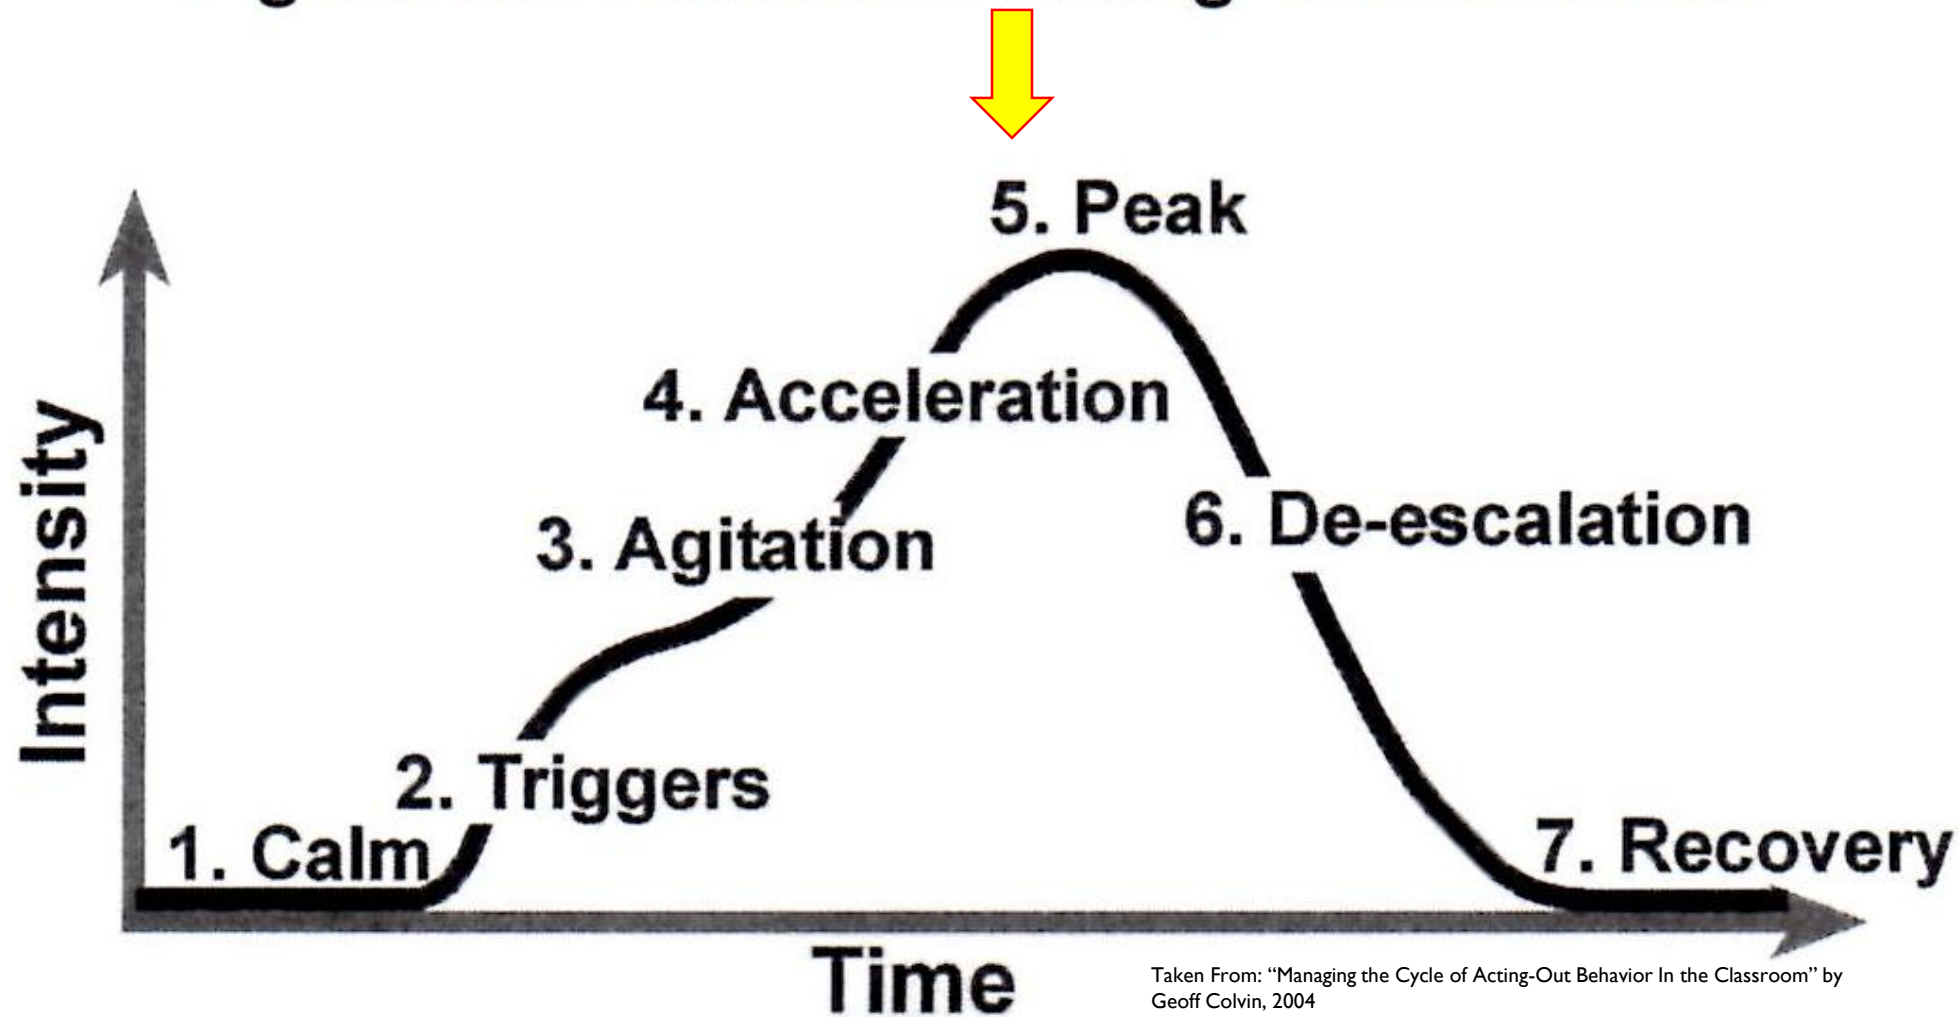 5. Peak
4. Acceleration
3. Agitation
6. De-escalation
2. Triggers
1. Calm
7. Recovery
Intensity
Time
Taken From: “Managing the Cycle of Acting-Out Behavior In the Classroom” by
Geoff Colvin, 2004